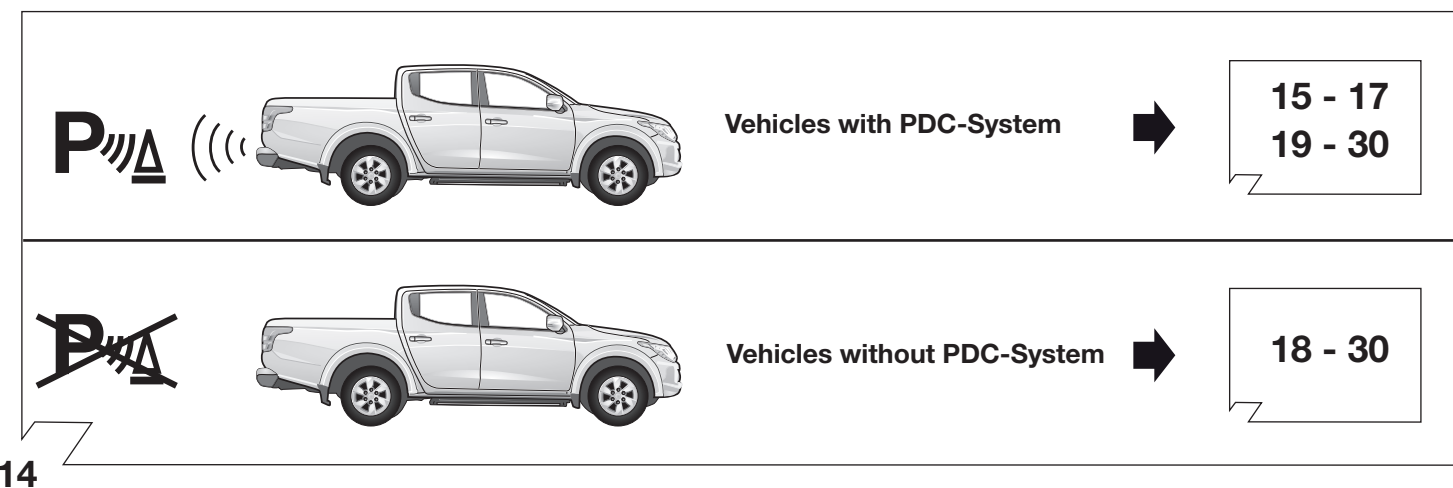 P
Vehicles with PDC-System
15 - 17
19 - 30
P
Vehicles without PDC-System
18 - 30
14